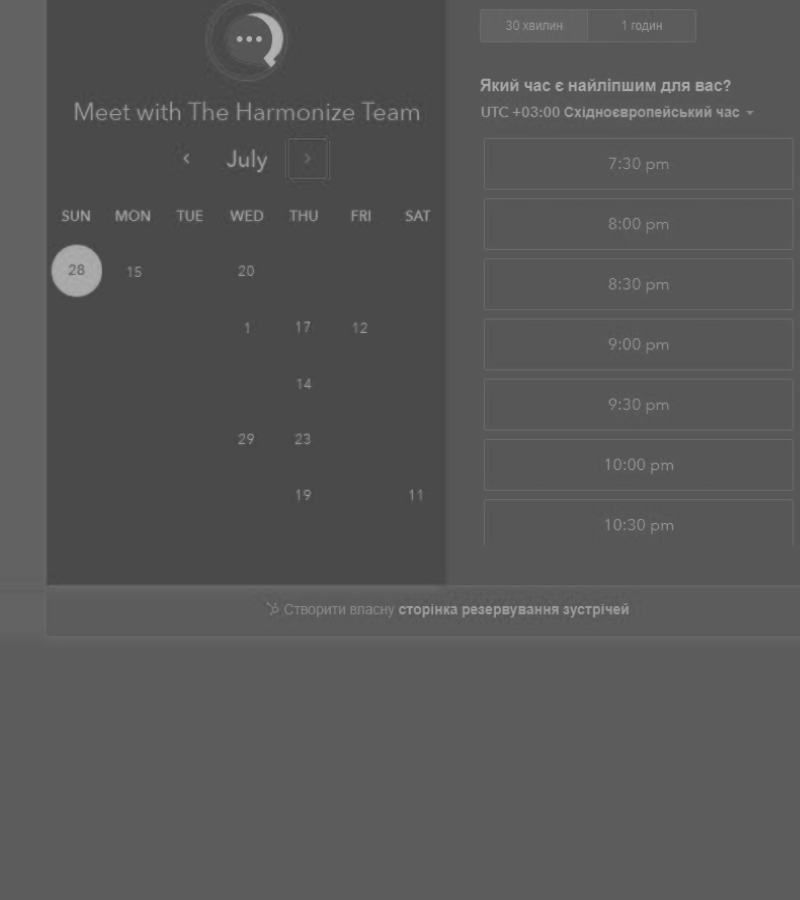 Meet with The Harmonize Team
July
SUN MON TUE WED THU FRI SAT
28 15 20
1 17 12
14
29 23
19 11
30 хвилин 1 годин
Який час є найліпшим для вас?
UTC +03:00 Східноєвропейський час
7:30 pm
8:00 pm
8:30 pm
9:00 pm
9:30 pm
10:00 pm
10:30 pm
Створити власну сторінка резервування зустрічей